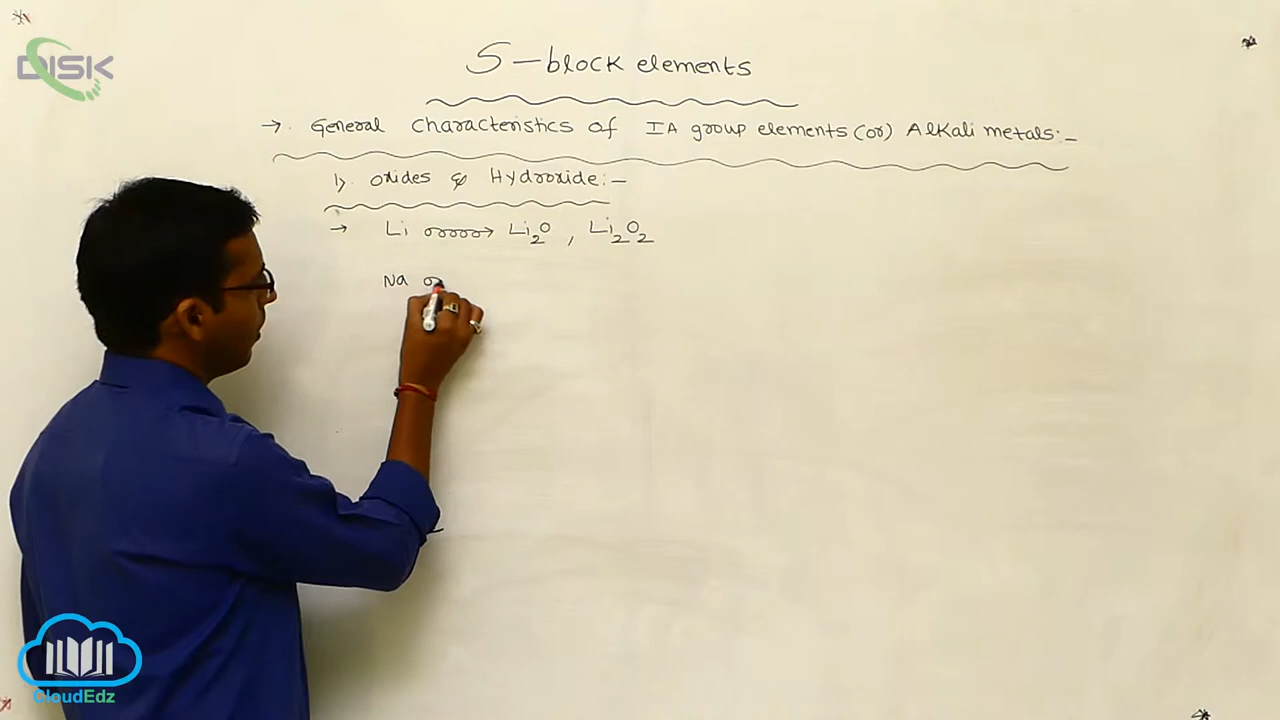 DISK
S-block elements
→. General characteristics of IA group elements (or) Alkali metals:-
1). Oxides & Hydroxide:-
→ Li → Li₂O , Li₂O₂
Na
CloudEdz